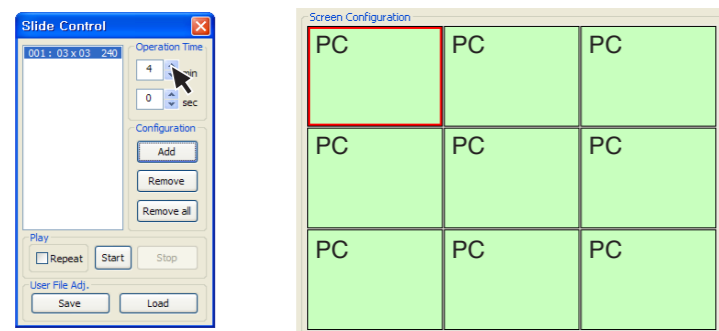 Slide Control
001 : 03 x 03 240
Operation Time
4 min
0 sec
Configuration
Add
Remove
Remove all
Play
Repeat Start Stop
User File Adj.
Save Load
Screen Configuration
PC PC PC
PC PC PC
PC PC PC